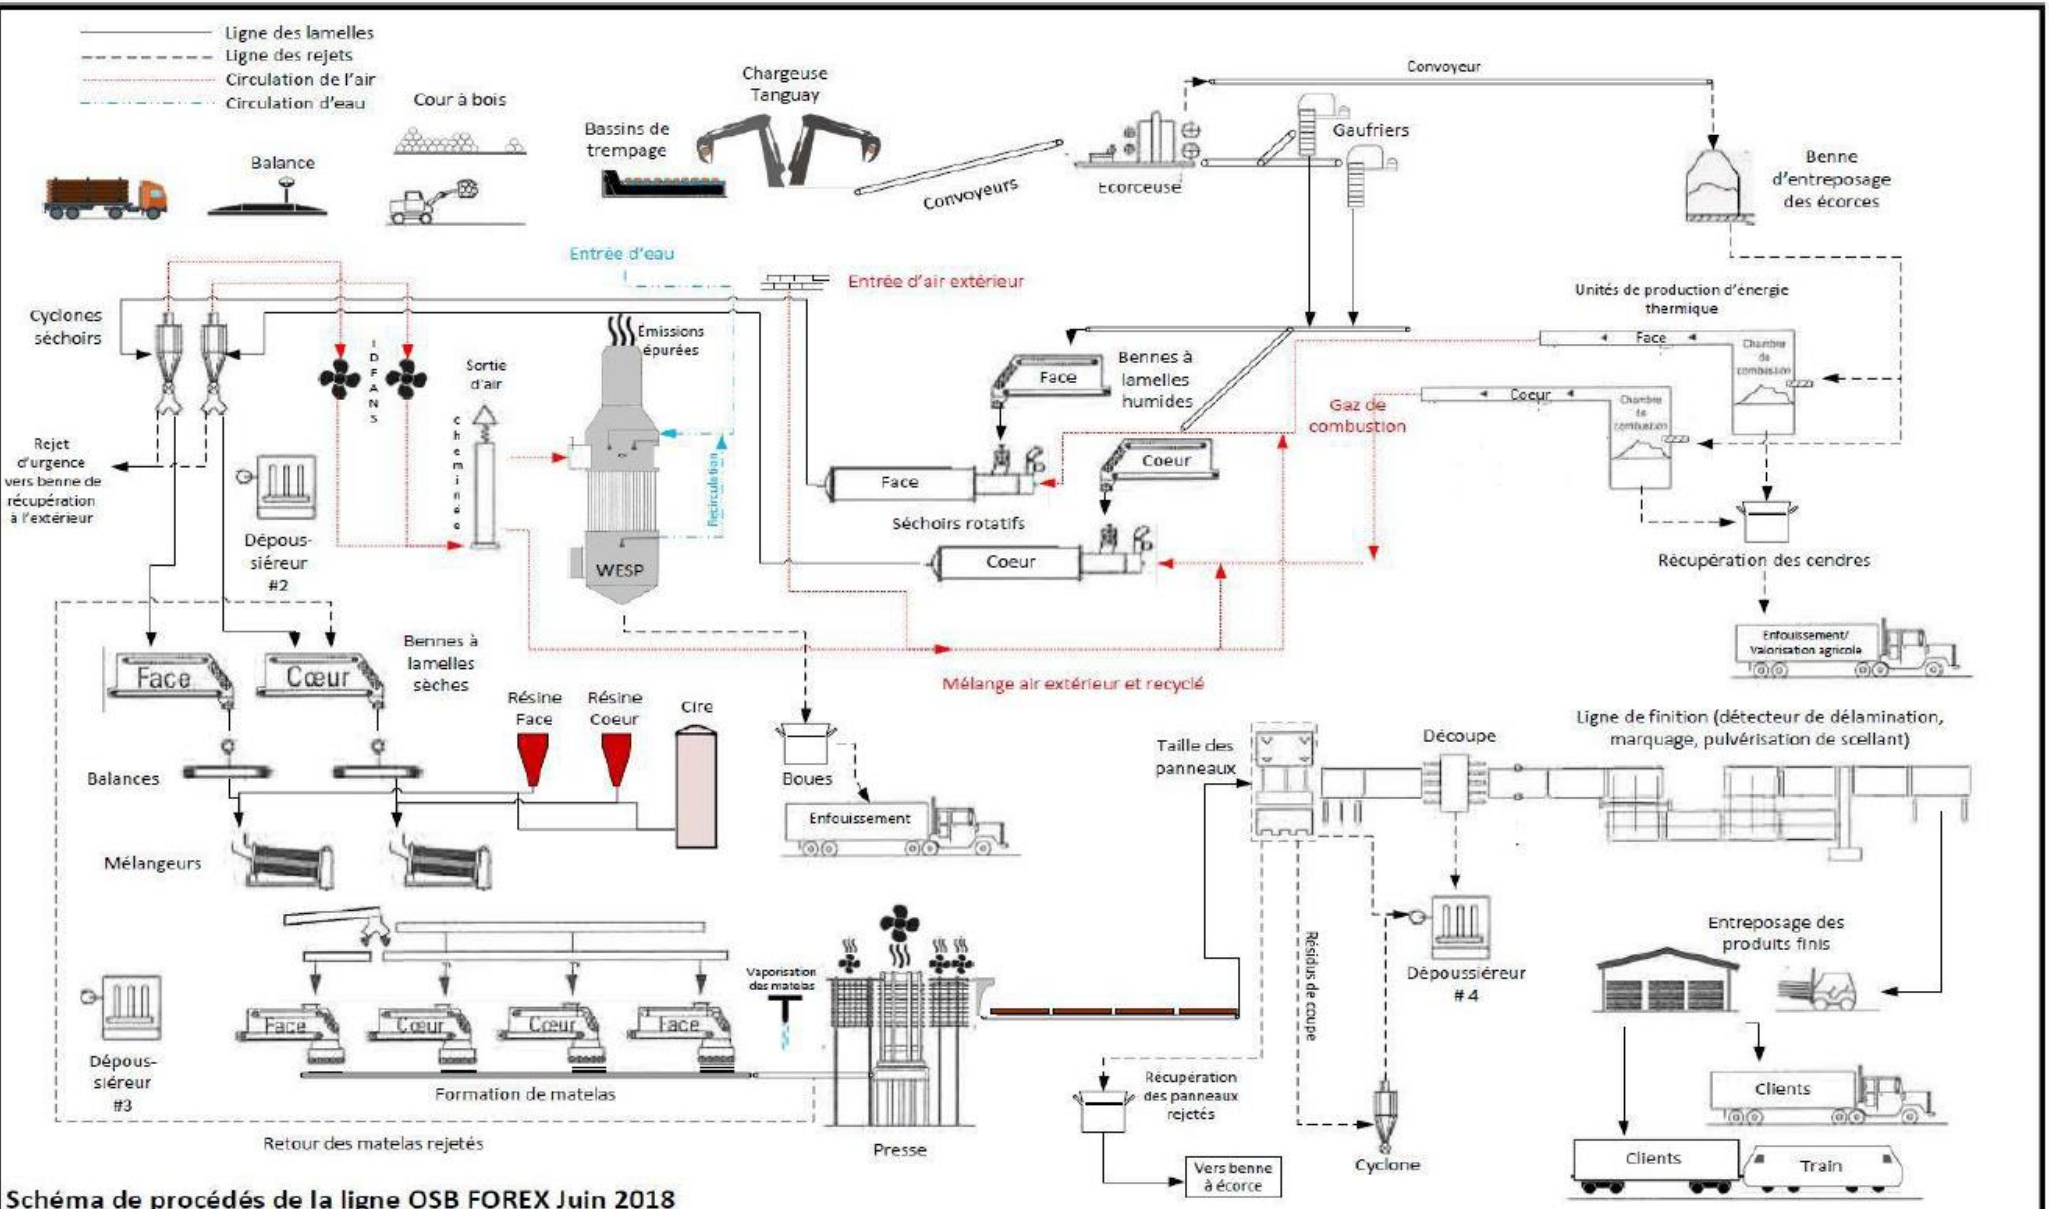 Ligne des lamelles
Ligne des rejets
Circulation de l'air
Circulation d'eau
Cour à bois
Balance
Bassins de
trempage
Chargeuse
Tanguay
Convoyeurs
Ecorceuse
Convoyeur
Gaufriers
Benne
d'entreposage
des écorces
Entrée d'eau
Entrée d'air extérieur
Unités de production d'énergie
thermique
Cyclones
séchoirs
IDFANS
Sortie
d'air
Cheminée
Émissions
épurées
Recirculation
WESP
Face
Bennes à
lamelles
humides
Coeur
Gaz de
combustion
Face
Chambre
de
combustion
Coeur
Chambre
de
combustion
Rejet
d'urgence
vers benne de
récupération
à l'extérieur
Dépous-
siéreur
#2
Face
Séchoirs rotatifs
Coeur
Récupération des cendres
Enfouissement/
Valorisation agricole
Mélange air extérieur et recyclé
Face
Cœur
Bennes à
lamelles
sèches
Résine
Face
Résine
Coeur
Cire
Balances
Mélangeurs
Boues
Enfouissement
Taille des
panneaux
Découpe
Ligne de finition (détecteur de délamination,
marquage, pulvérisation de scellant)
Résidus de coupe
Dépoussiéreur
#4
Entreposage des
produits finis
Vaporisation
des matelas
Face
Cœur
Cœur
Face
Dépous-
siéreur
#3
Formation de matelas
Retour des matelas rejetés
Presse
Récupération
des panneaux
rejetés
Vers benne
à écorce
Cyclone
Clients
Clients
Train
Schéma de procédés de la ligne OSB FOREX Juin 2018